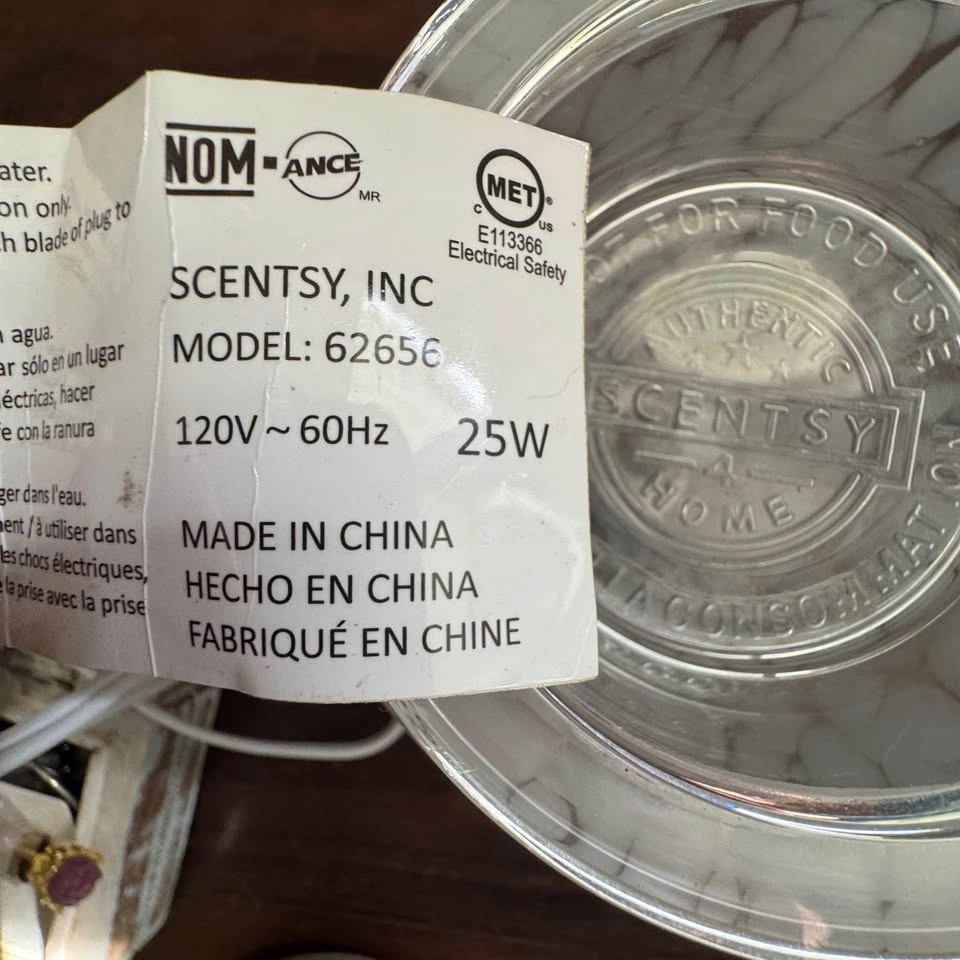 ater.
on only.
h blade of plug to
agua.
ar sólo en un lugar
éctricas, hacer
e con la ranura
ger dans l'eau.
ent / à utiliser dans
les chocs électriques,
la prise avec la prise
NOM-ANCE MR
MET®
C US
E113366
Electrical Safety
SCENTSY, INC
MODEL: 62656
120V ~ 60Hz 25W
MADE IN CHINA
HECHO EN CHINA
FABRIQUÉ EN CHINE
FOR FOOD USE
AUTHENTIC
SCENTSY
HOME
CONSOMMAT